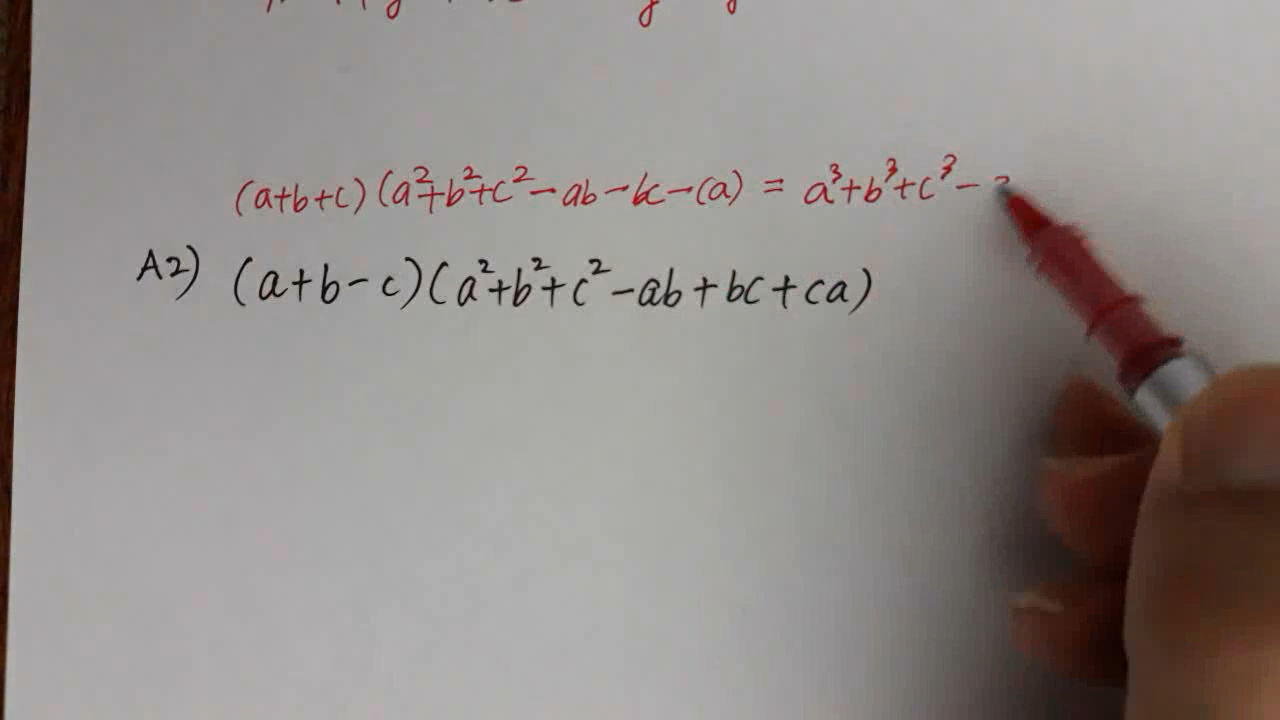 (a+b+c)(a²+b²+c²-ab-bc-ca) = a³+b³+c³-
A2) (a+b-c)(a²+b²+c²-ab+bc+ca)